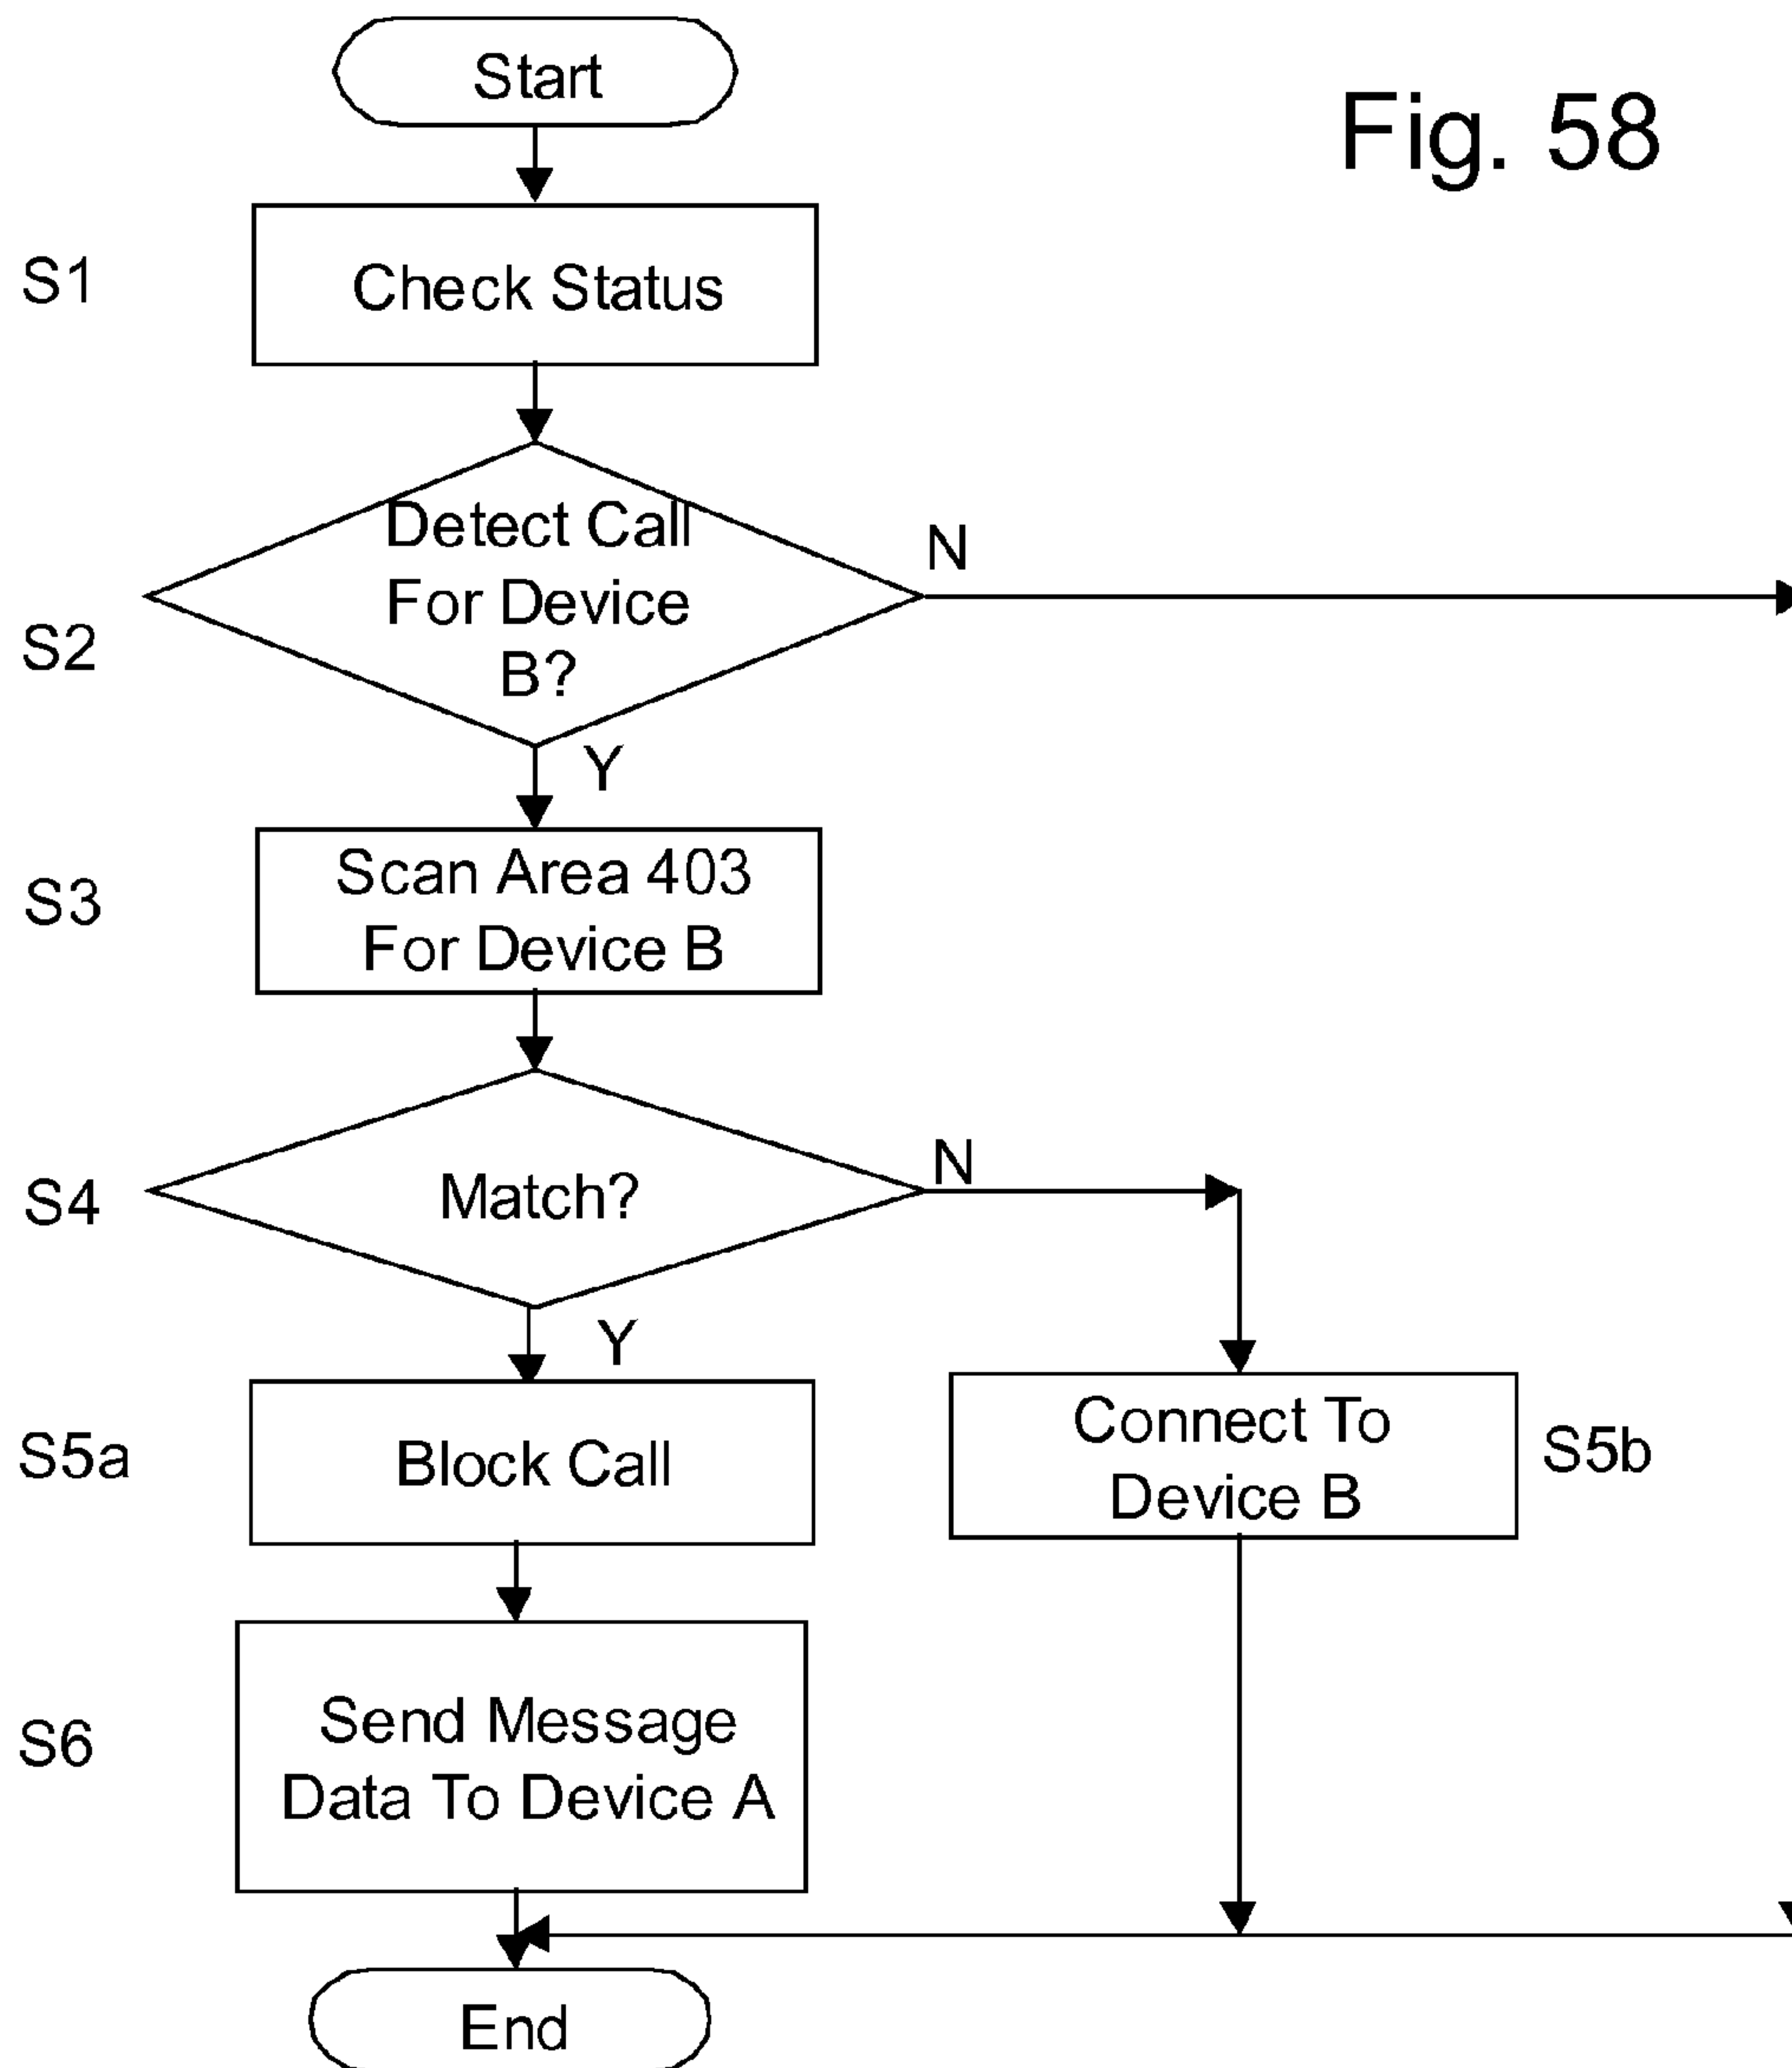 Start
Fig. 58
S1
Check Status
Detect Call
For Device
B?
N
S2
Y
S3
Scan Area 403
For Device B
S4
Match?
N
Y
S5a
Block Call
Connect To
Device B
S5b
S6
Send Message
Data To Device A
End